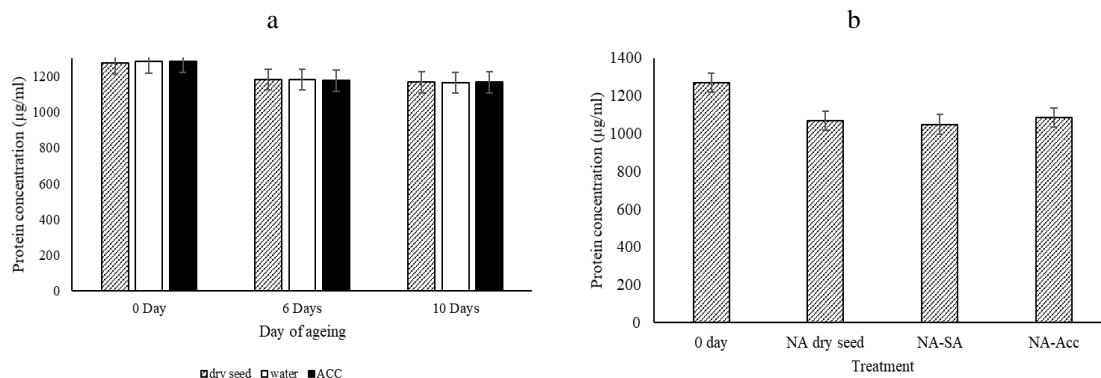 a
Protein concentration (µg/ml)
1200
1000
800
600
400
200
0
0 Day 6 Days 10 Days
Day of ageing
dry seed water ACC
b
Protein concentration (µg/ml)
1400
1200
1000
800
600
400
200
0
0 day NA dry seed NA-SA NA-Acc
Treatment